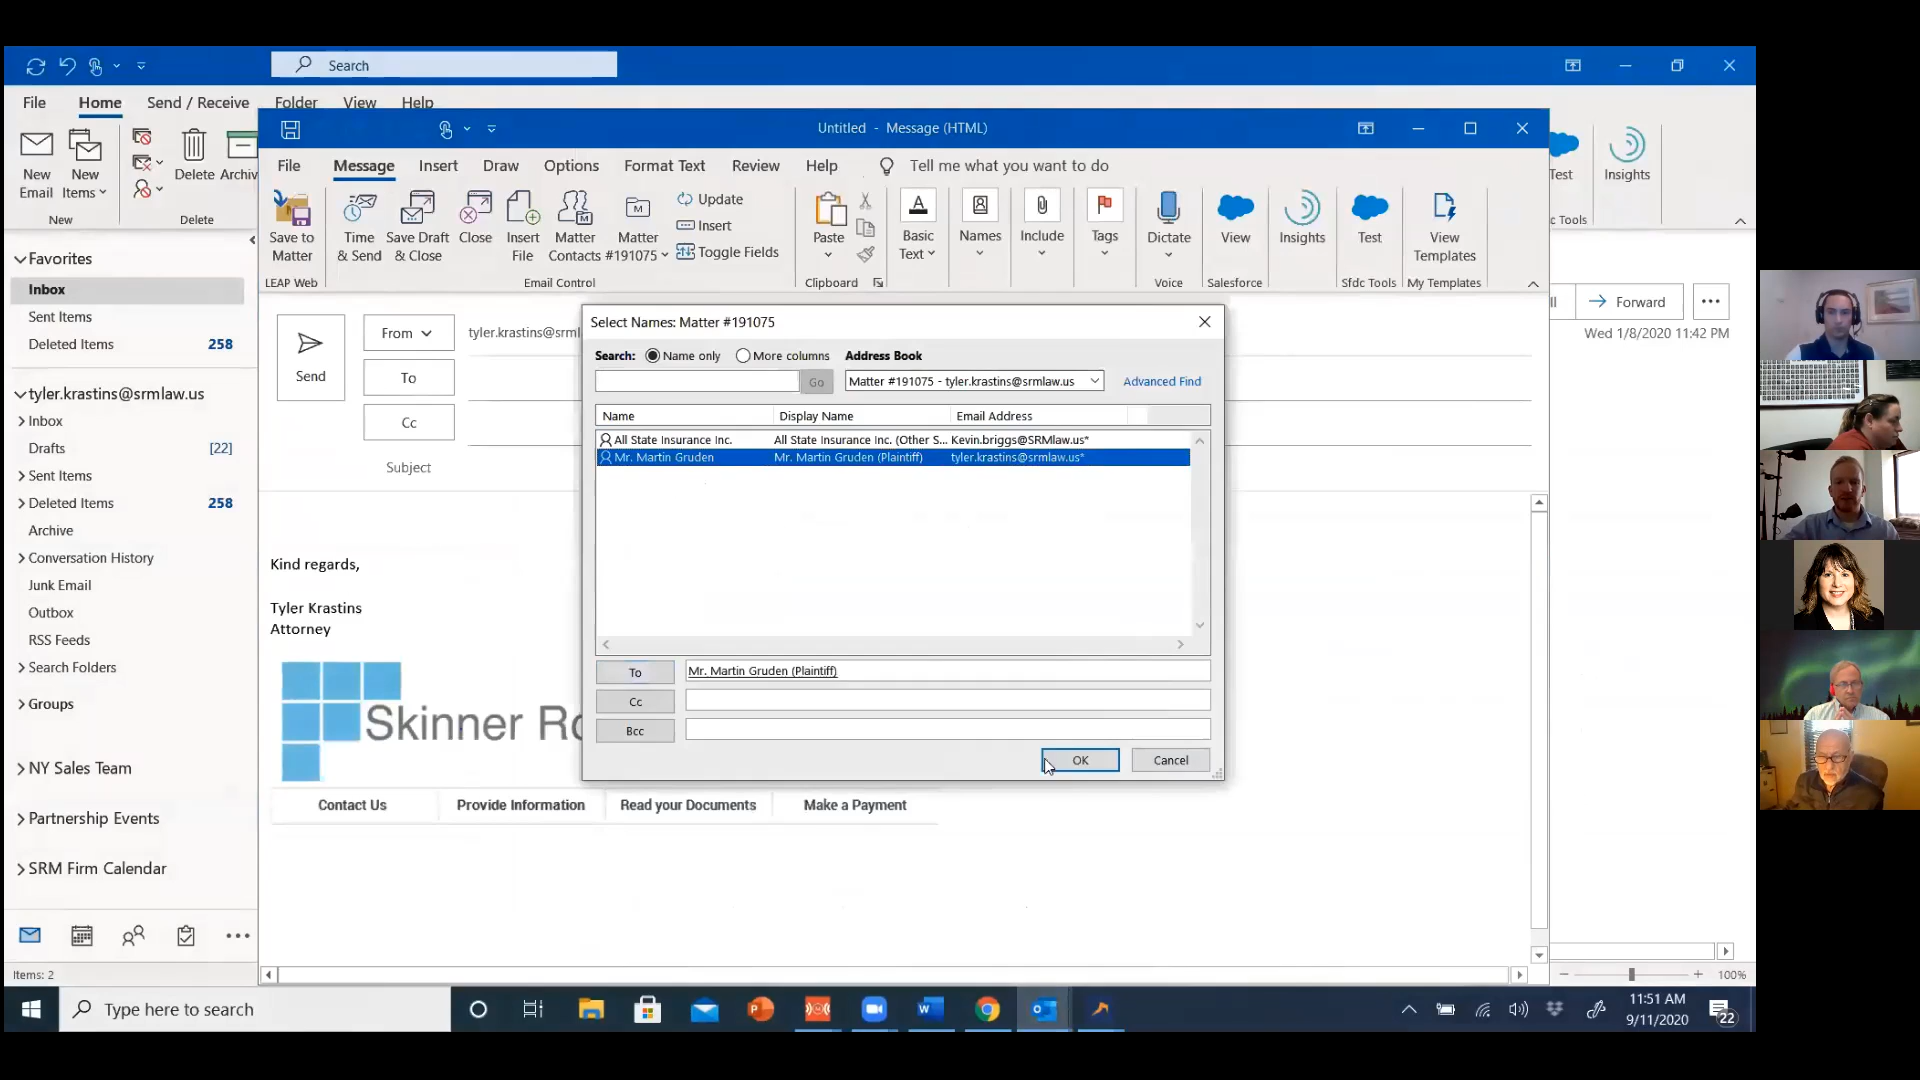 Search
File
Home
Send / Receive
Folder
View
Help
New
Email
New
Items
New
Delete
Archiv
Delete
Untitled - Message (HTML)
File
Message
Insert
Draw
Options
Format Text
Review
Help
Tell me what you want to do
Save to
Matter
LEAP Web
Time
& Send
Save Draft
& Close
Close
Insert
File
Matter
Contacts
Matter
#191075
Update
Insert
Toggle Fields
Email Control
Paste
Clipboard
Basic
Text
Names
Include
Tags
Dictate
Voice
View
Salesforce
Insights
Test
Sfdc Tools
View
Templates
My Templates
Test
Insights
c Tools
Favorites
Inbox
Sent Items
Deleted Items 258
tyler.krastins@srmlaw.us
Inbox
Drafts [22]
Sent Items
Deleted Items 258
Archive
Conversation History
Junk Email
Outbox
RSS Feeds
Search Folders
Groups
NY Sales Team
Partnership Events
SRM Firm Calendar
Items: 2
Send
From
tyler.krastins@srml
To
Cc
Subject
Forward
Wed 1/8/2020 11:42 PM
Select Names: Matter #191075
Search: Name only More columns Address Book
Go
Matter #191075 - tyler.krastins@srmlaw.us
Advanced Find
Name Display Name Email Address
All State Insurance Inc. All State Insurance Inc. (Other S... Kevin.briggs@SRMlaw.us*
Mr. Martin Gruden Mr. Martin Gruden (Plaintiff) tyler.krastins@srmlaw.us*
To Mr. Martin Gruden (Plaintiff)
Cc
Bcc
OK Cancel
Kind regards,
Tyler Krastins
Attorney
Skinner Ro
Contact Us Provide Information Read your Documents Make a Payment
100%
Type here to search
11:51 AM
9/11/2020
22